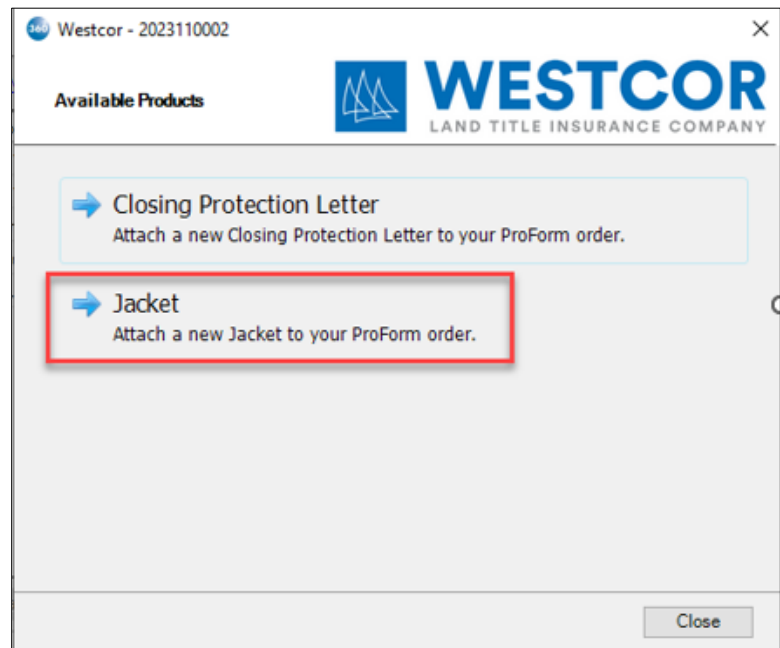 360 Westcor - 2023110002
Available Products
WESTCOR
LAND TITLE INSURANCE COMPANY
Closing Protection Letter
Attach a new Closing Protection Letter to your ProForm order.
Jacket
Attach a new Jacket to your ProForm order.
Close